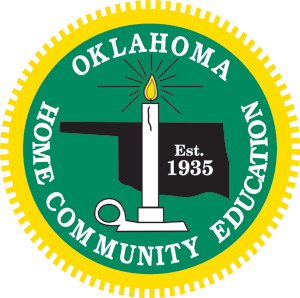 OKLAHOMA
HOME COMMUNITY EDUCATION
Est.
1935